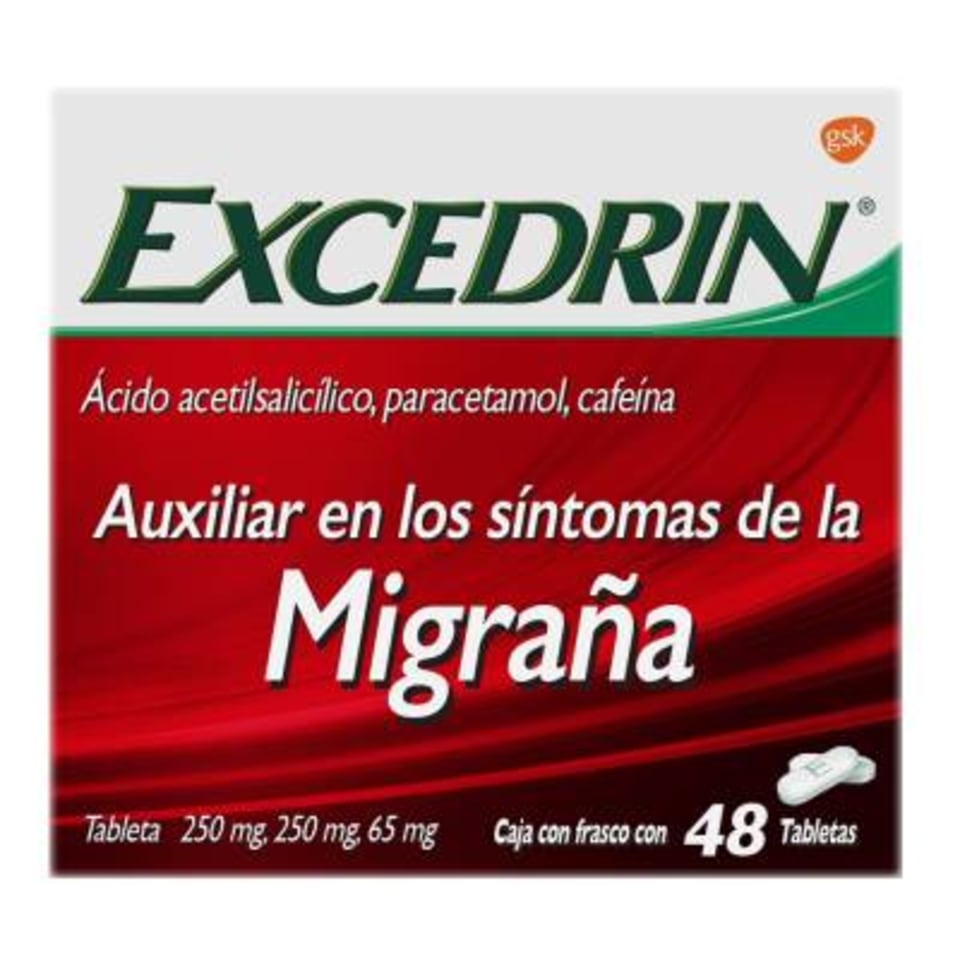 gsk
EXCEDRIN®
Ácido acetilsalicílico, paracetamol, cafeína
Auxiliar en los síntomas de la
Migraña
Tableta 250 mg, 250 mg, 65 mg
Caja con frasco con 48 Tabletas
E